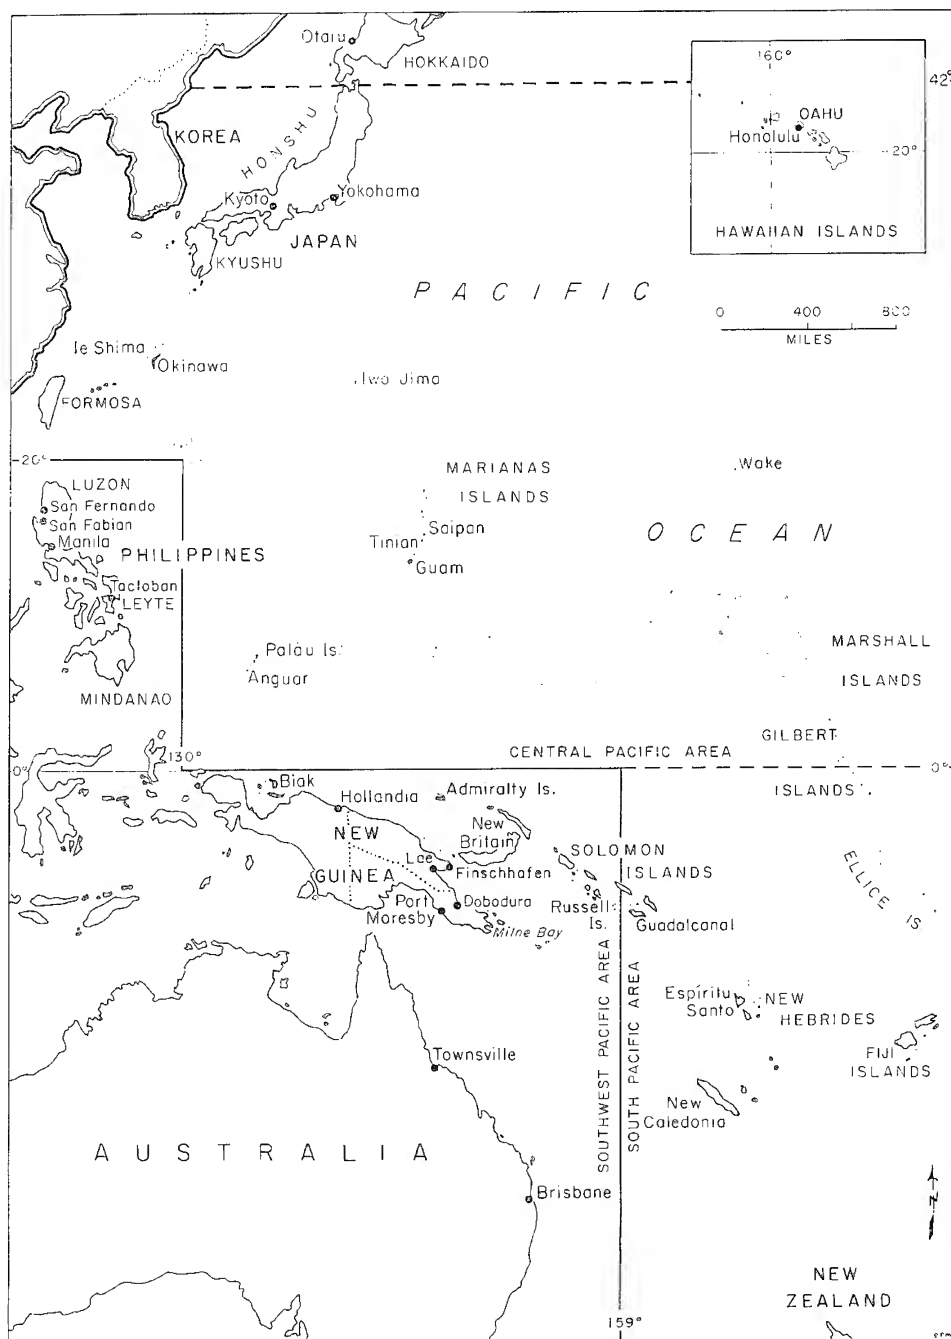 Otaru
HOKKAIDO
160°
42°
OAHU
Honolulu
20°
HAWAIIAN ISLANDS
KOREA
HONSHU
Kyoto
Yokohama
JAPAN
KYUSHU
PACIFIC
0 400 800
MILES
Ie Shima
Okinawa
Iwo Jima
FORMOSA
20°
LUZON
San Fernando
San Fabian
Manila
PHILIPPINES
Tacloban
LEYTE
MINDANAO
MARIANAS
ISLANDS
Saipan
Tinian
Guam
Wake
OCEAN
Palau Is.
Anguar
MARSHALL
ISLANDS
GILBERT
ISLANDS
CENTRAL PACIFIC AREA
0°
130°
0°
Biak
Hollandia
Admiralty Is.
NEW
GUINEA
New
Britain
Lae
Finschhafen
SOLOMON
ISLANDS
Port
Moresby
Dobodura
Milne Bay
Russell
Is.
Guadalcanal
ELLICE IS
SOUTHWEST PACIFIC AREA
SOUTH PACIFIC AREA
Espiritu
Santo
NEW
HEBRIDES
FIJI
ISLANDS
Townsville
New
Caledonia
AUSTRALIA
Brisbane
N
NEW
ZEALAND
159°